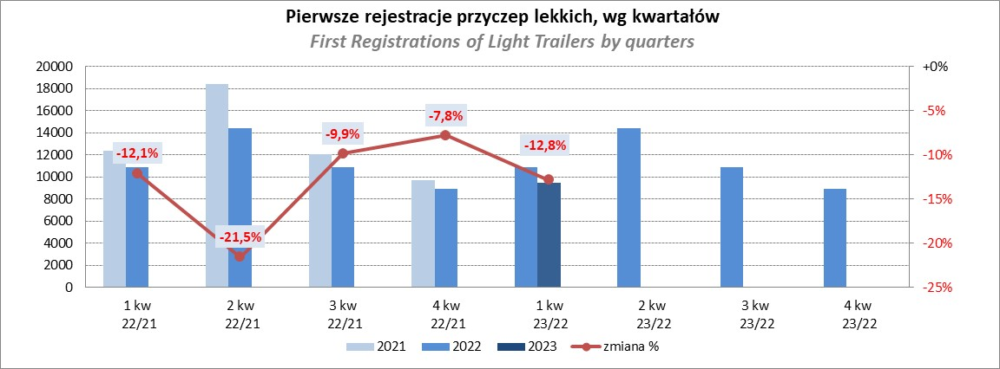 Pierwsze rejestracje przyczep lekkich, wg kwartałów
First Registrations of Light Trailers by quarters
20000
18000
16000
14000
12000
10000
8000
6000
4000
2000
0
+0%
-5%
-10%
-15%
-20%
-25%
-12,1%
-21,5%
-9,9%
-7,8%
-12,8%
1 kw
22/21
2 kw
22/21
3 kw
22/21
4 kw
22/21
1 kw
23/22
2 kw
23/22
3 kw
23/22
4 kw
23/22
2021 2022 2023 zmiana %